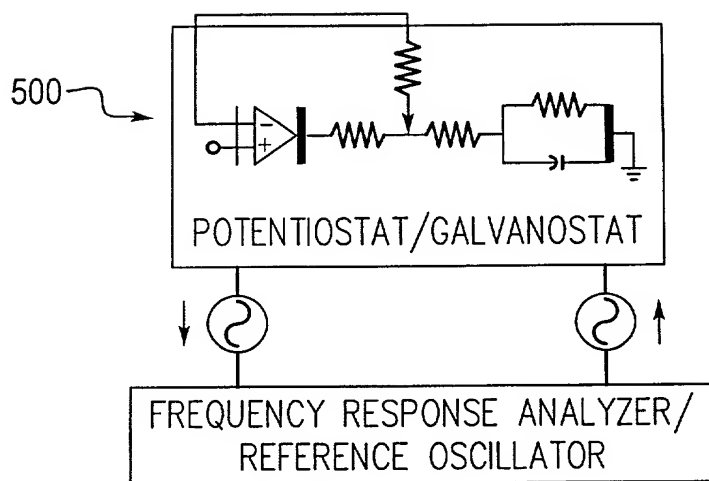 500
-
+
POTENTIOSTAT/GALVANOSTAT
FREQUENCY RESPONSE ANALYZER/
REFERENCE OSCILLATOR